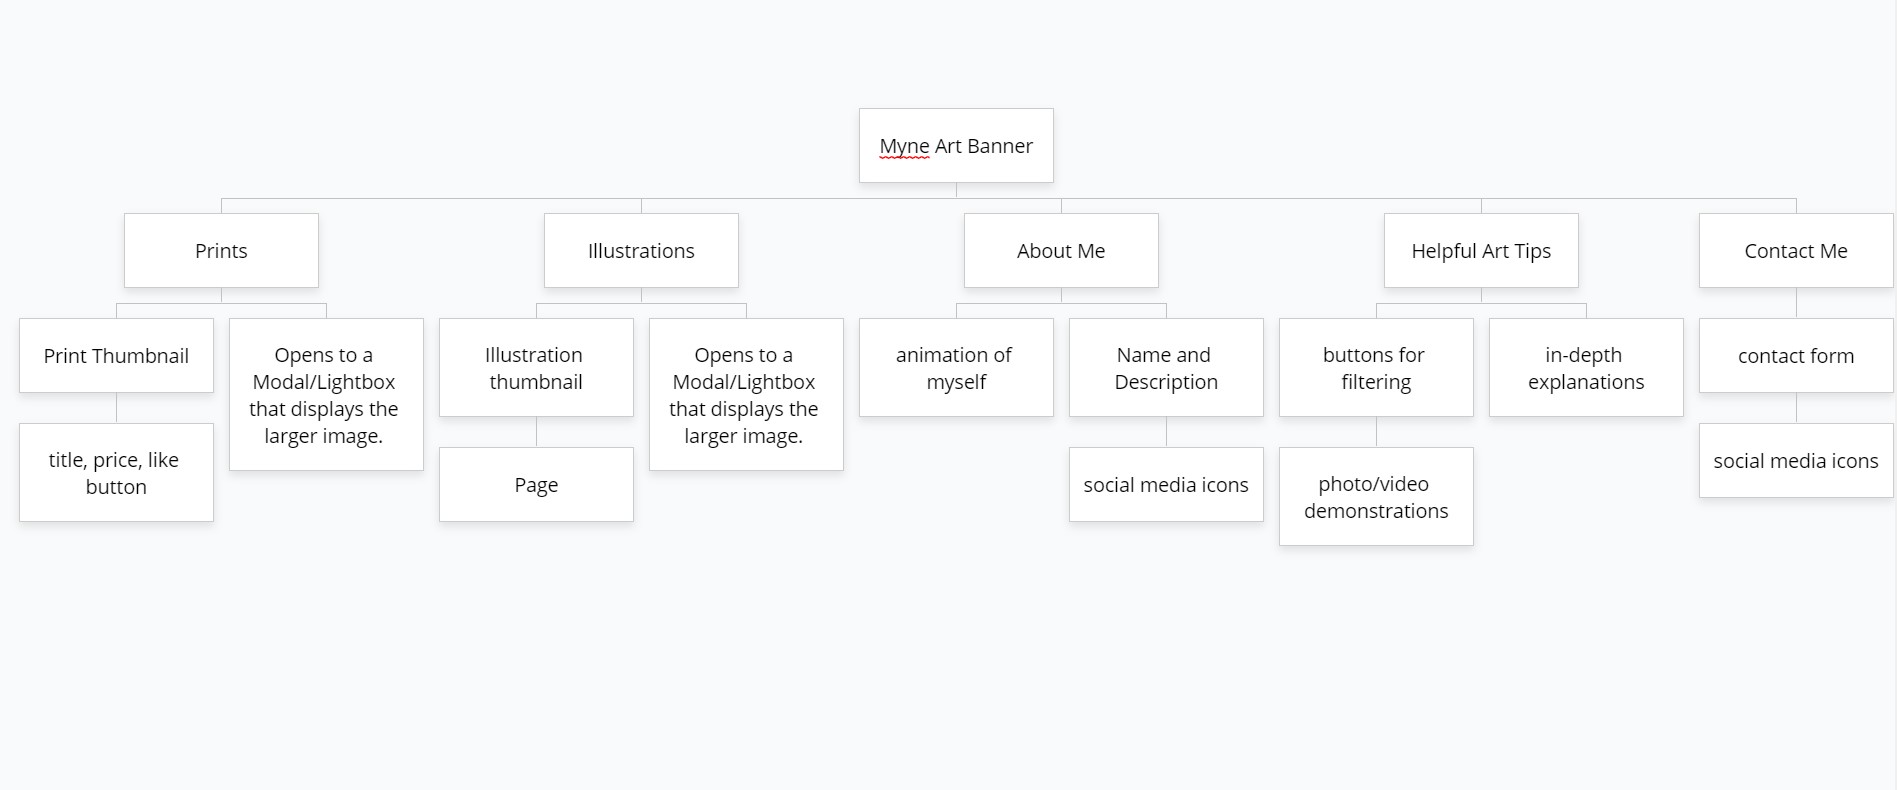 Myne Art Banner
Prints
Illustrations
About Me
Helpful Art Tips
Contact Me
Print Thumbnail
Opens to a
Modal/Lightbox
that displays the
larger image.
Illustration
thumbnail
Opens to a
Modal/Lightbox
that displays the
larger image.
animation of
myself
Name and
Description
buttons for
filtering
in-depth
explanations
contact form
title, price, like
button
Page
social media icons
photo/video
demonstrations
social media icons